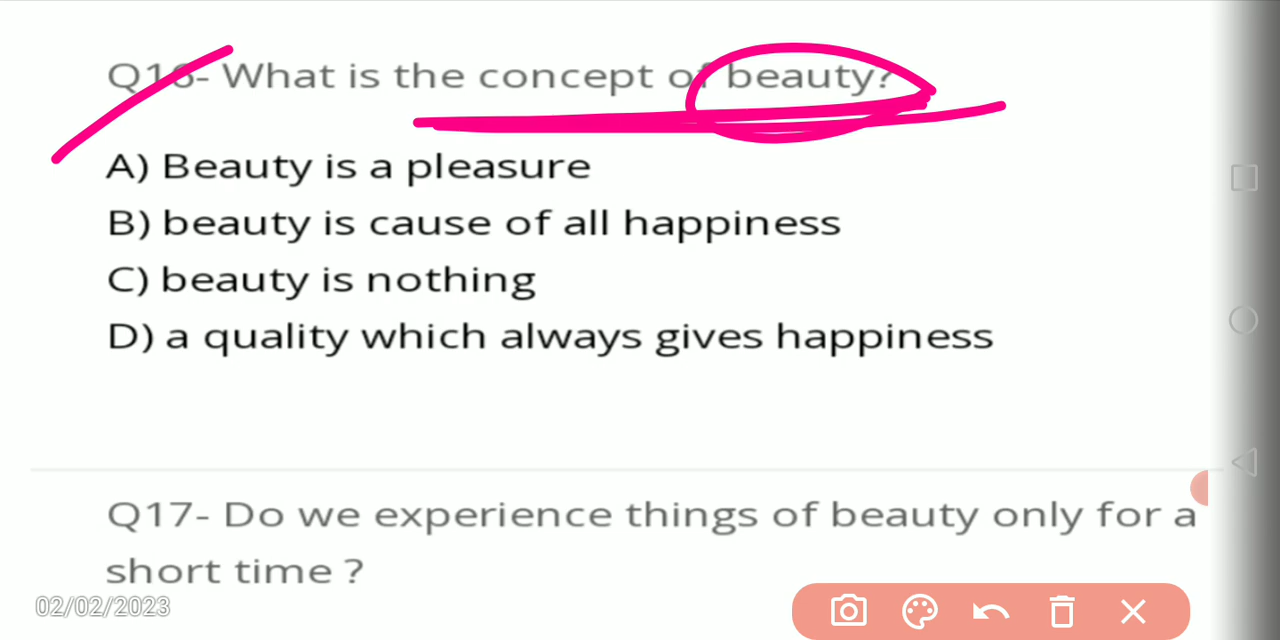 Q16- What is the concept of beauty?
A) Beauty is a pleasure
B) beauty is cause of all happiness
C) beauty is nothing
D) a quality which always gives happiness
Q17- Do we experience things of beauty only for a
short time ?
02/02/2023